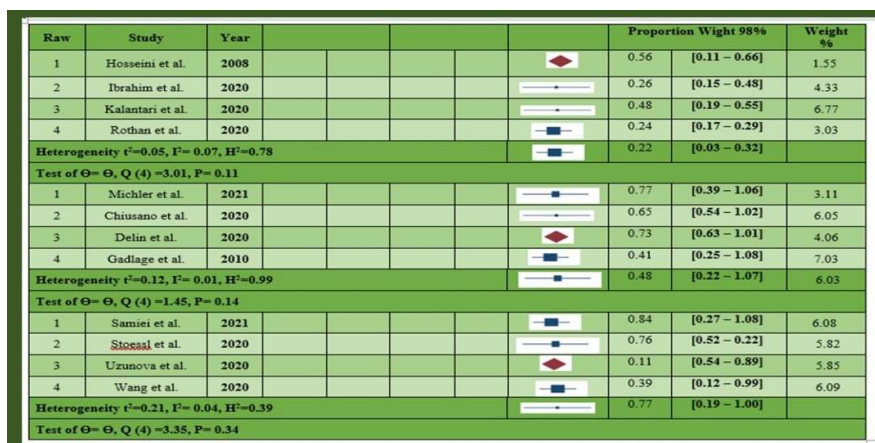 Raw Study Year Proportion Wight 98% Weight %
1 Hosseini et al. 2008 0.56 [0.11 – 0.66] 1.55
2 Ibrahim et al. 2020 0.26 [0.15 – 0.48] 4.33
3 Kalantari et al. 2020 0.48 [0.19 – 0.55] 6.77
4 Rothan et al. 2020 0.24 [0.17 – 0.29] 3.03
Heterogeneity t²=0.05, I²= 0.07, H²=0.78 0.22 [0.03 – 0.32]
Test of Ө= Ө, Q (4) =3.01, P= 0.11
1 Michler et al. 2021 0.77 [0.39 – 1.06] 3.11
2 Chiusano et al. 2020 0.65 [0.54 – 1.02] 6.05
3 Delin et al. 2020 0.73 [0.63 – 1.01] 4.06
4 Gadlage et al. 2010 0.41 [0.25 – 1.08] 7.03
Heterogeneity t²=0.12, I²= 0.01, H²=0.99 0.48 [0.22 – 1.07] 6.03
Test of Ө= Ө, Q (4) =1.45, P= 0.14
1 Samiei et al. 2021 0.84 [0.27 – 1.08] 6.08
2 Stoessl et al. 2020 0.76 [0.52 – 0.22] 5.82
3 Uzunova et al. 2020 0.11 [0.54 – 0.89] 5.85
4 Wang et al. 2020 0.39 [0.12 – 0.99] 6.09
Heterogeneity t²=0.21, I²= 0.04, H²=0.39 0.77 [0.19 – 1.00]
Test of Ө= Ө, Q (4) =3.35, P= 0.34